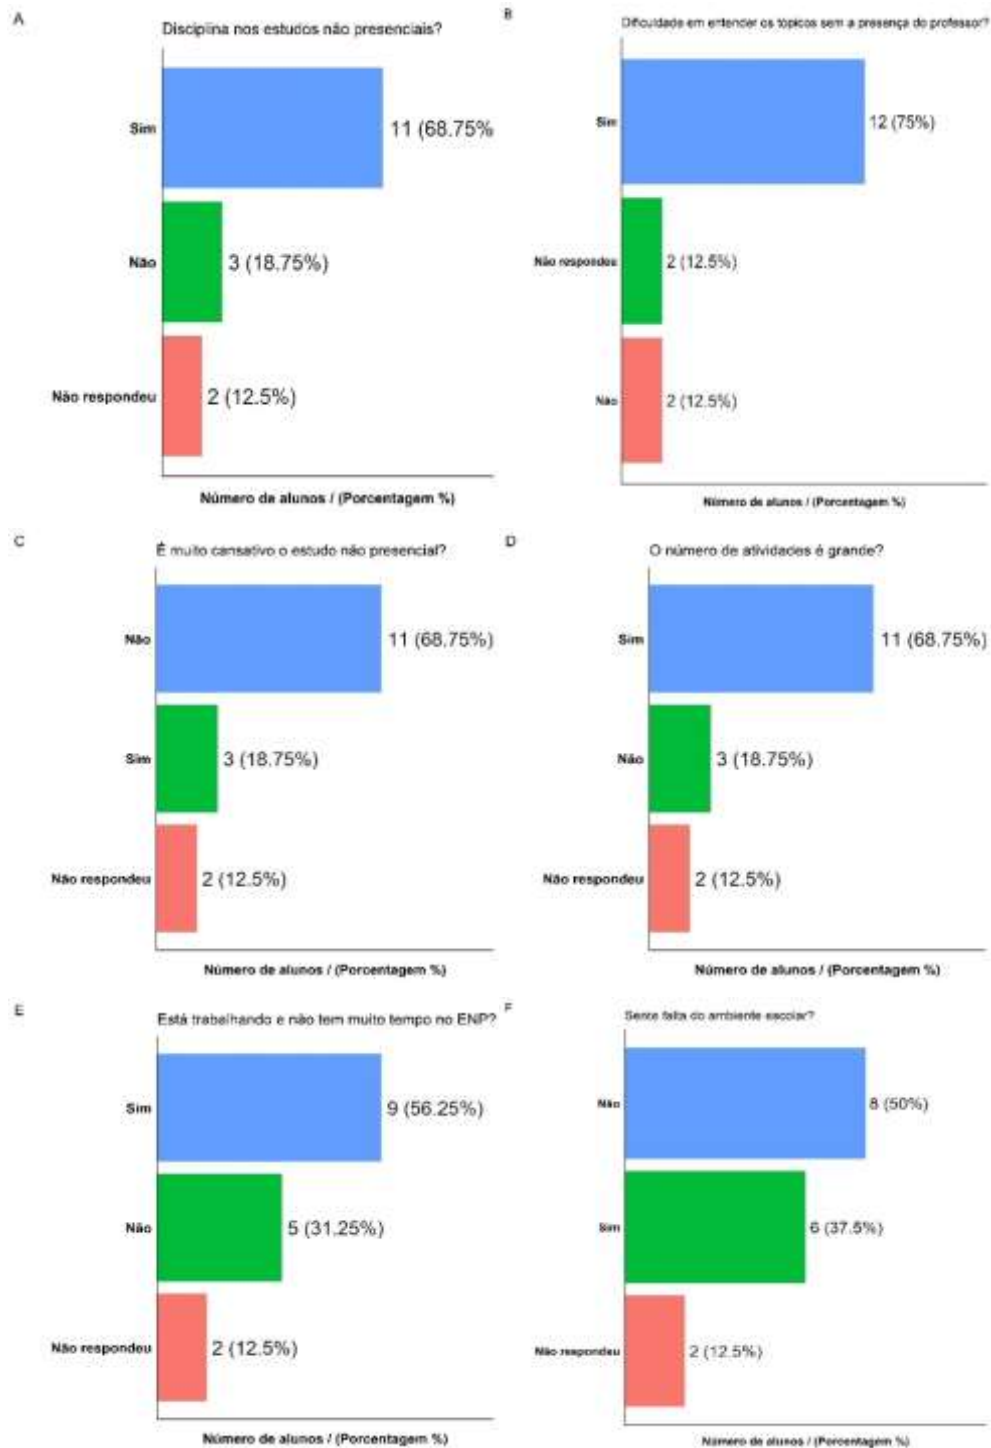 A
Disciplina nos estudos não presenciais?
Sim
11 (68.75%
Não
3 (18.75%)
Não respondeu
2 (12.5%)
Número de alunos / (Porcentagem %)
B
Dificuldade em entender os tópicos sem a presença do professor?
Sim
12 (75%)
Não respondeu
2 (12.5%)
Não
2 (12.5%)
Número de alunos / (Porcentagem %)
C
É muito cansativo o estudo não presencial?
Não
11 (68.75%)
Sim
3 (18.75%)
Não respondeu
2 (12.5%)
Número de alunos / (Porcentagem %)
D
O número de atividades é grande?
Sim
11 (68.75%)
Não
3 (18.75%)
Não respondeu
2 (12.5%)
Número de alunos / (Porcentagem %)
E
Está trabalhando e não tem muito tempo no ENP?
Sim
9 (56.25%)
Não
5 (31.25%)
Não respondeu
2 (12.5%)
Número de alunos / (Porcentagem %)
F
Sente falta do ambiente escolar?
Não
8 (50%)
Sim
6 (37.5%)
Não respondeu
2 (12.5%)
Número de alunos / (Porcentagem %)